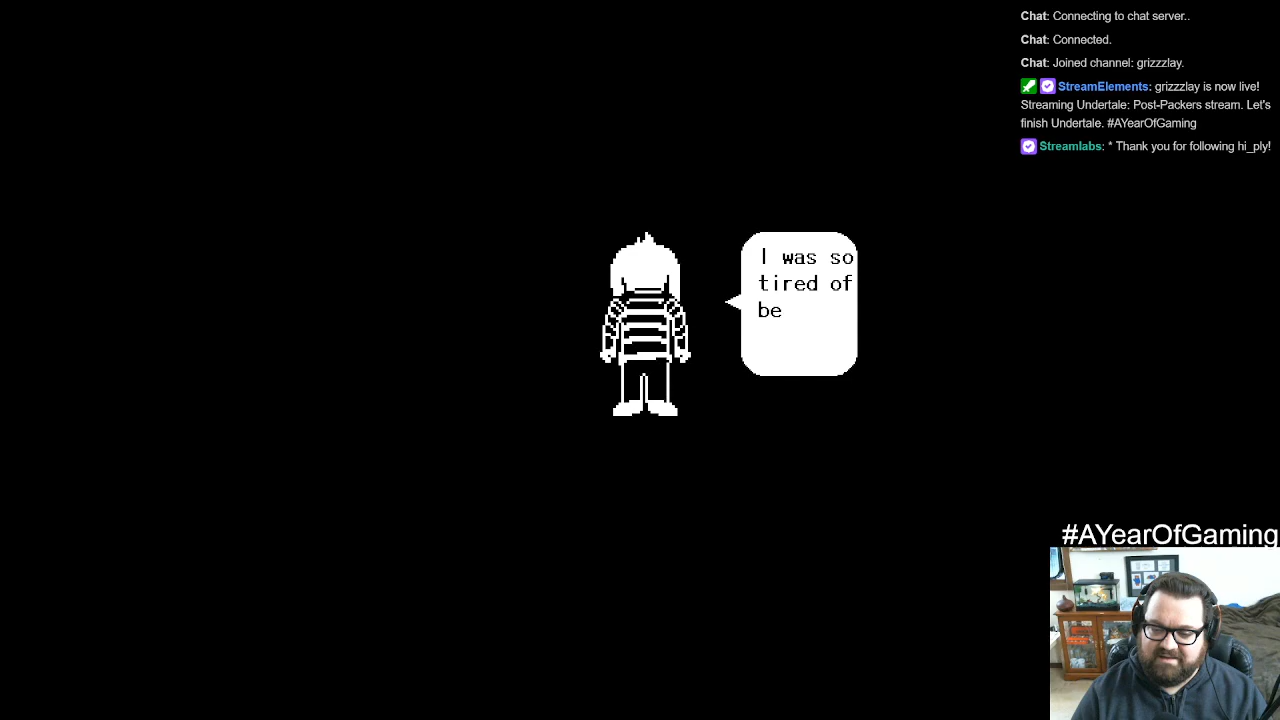 Chat: Connecting to chat server..
Chat: Connected.
Chat: Joined channel: grizzzlay.
StreamElements: grizzzlay is now live!
Streaming Undertale: Post-Packers stream. Let's
finish Undertale. #AYearOfGaming
Streamlabs: * Thank you for following hi_ply!
I was so
tired of
be
#AYearOfGaming